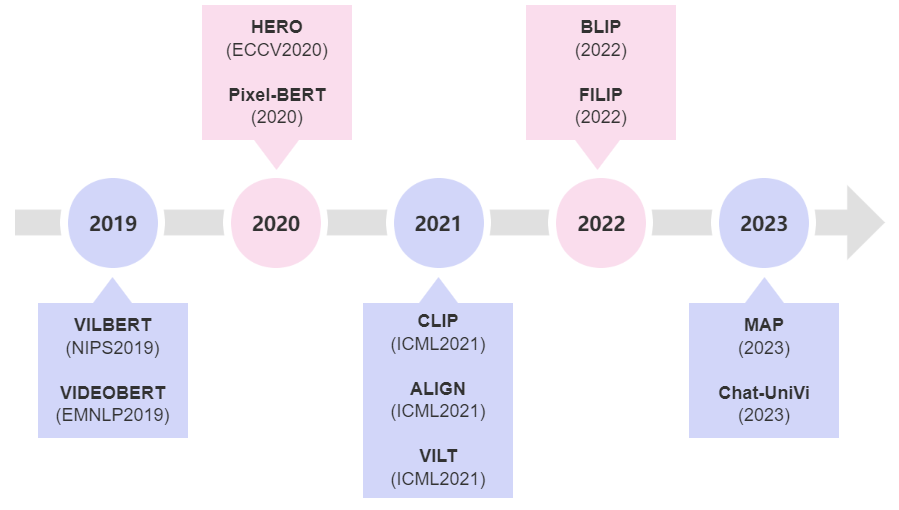 HERO
(ECCV2020)
Pixel-BERT
(2020)
BLIP
(2022)
FILIP
(2022)
2019
2020
2021
2022
2023
VILBERT
(NIPS2019)
VIDEOBERT
(EMNLP2019)
CLIP
(ICML2021)
ALIGN
(ICML2021)
VILT
(ICML2021)
MAP
(2023)
Chat-UniVi
(2023)